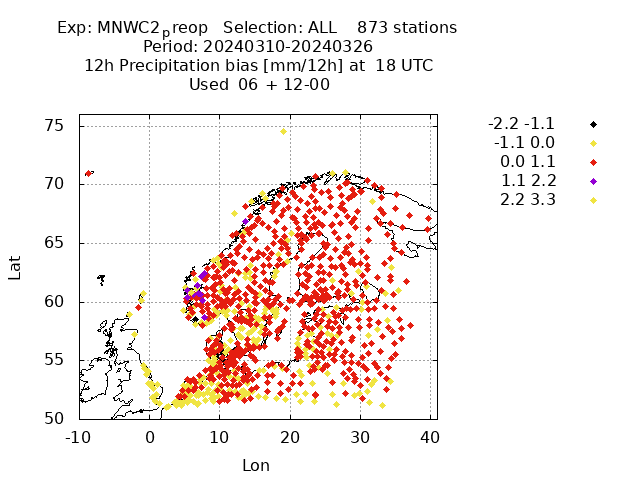 Exp: MNWC2preop Selection: ALL 873 stations
Period: 20240310-20240326
12h Precipitation bias [mm/12h] at 18 UTC
Used 06 + 12-00
-2.2 -1.1
-1.1 0.0
0.0 1.1
1.1 2.2
2.2 3.3
75
70
65
60
55
50
Lat
-10 0 10 20 30 40
Lon